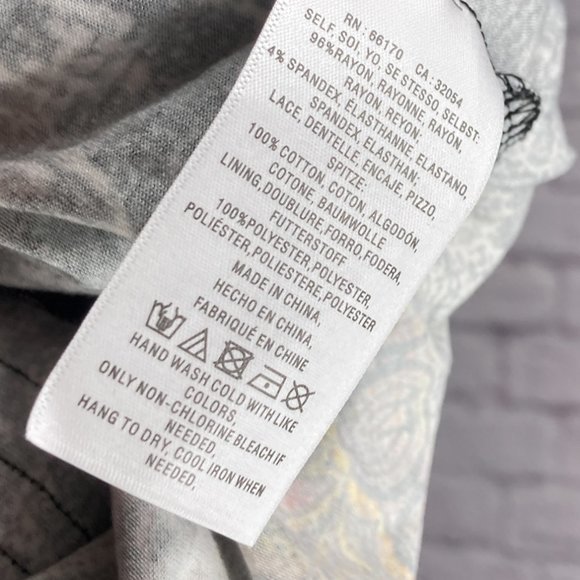 RN : 66170 CA : 32054
SELF, SOI, YO, SE STESSO, SELBST:
96%RAYON, RAYONNE, RAYÓN,
RAYON, REYON.
4% SPANDEX, ELASTHANNE, ELASTANO,
SPANDEX, ELASTHAN.
LACE, DENTELLE, ENCAJE, PIZZO,
SPITZE:
100% COTTON, COTON, ALGODÓN,
COTONE, BAUMWOLLE
LINING,DOUBLURE,FORRO,FODERA,
FUTTERSTOFF
100%POLYESTER,POLYESTER,
POLIÉSTER,POLIESTERE,POLYESTER
MADE IN CHINA,
HECHO EN CHINA,
FABRIQUÉ EN CHINE
HAND WASH COLD WITH LIKE
COLORS,
ONLY NON-CHLORINE BLEACH IF
NEEDED,
HANG TO DRY, COOL IRON WHEN
NEEDED,